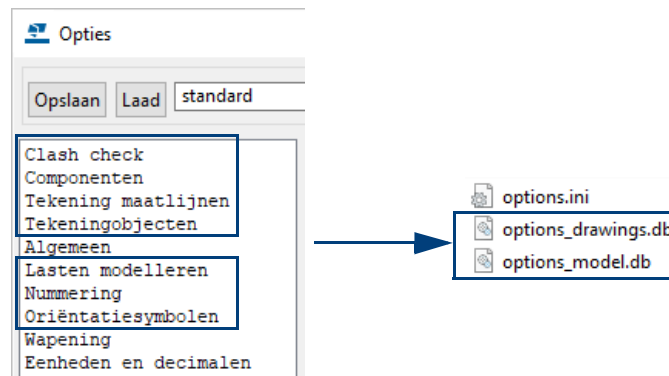 Opties
Opslaan Laad standard
Clash check
Componenten
Tekening maatlijnen
Tekeningobjecten
Algemeen
Lasten modelleren
Nummering
Oriëntatiesymbolen
Wapening
Eenheden en decimalen
options.ini
options_drawings.db
options_model.db